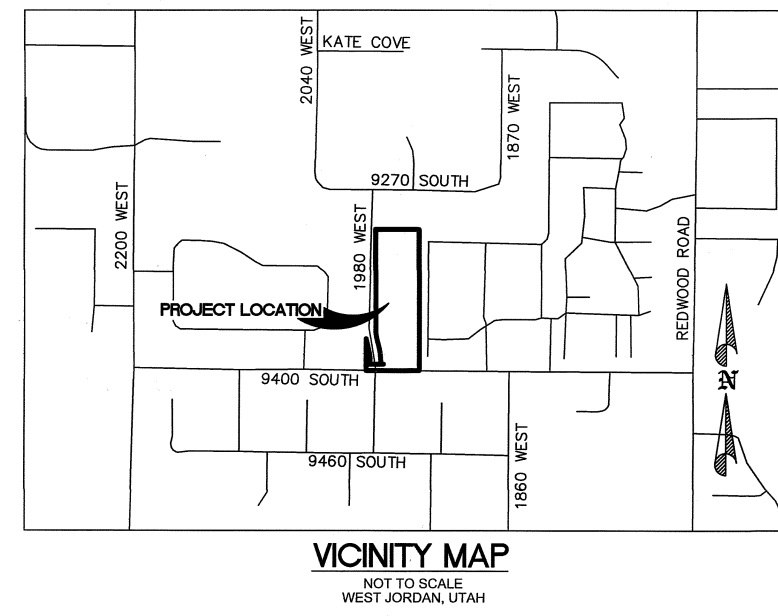 2040 WEST
KATE COVE
1870 WEST
9270 SOUTH
2200 WEST
1980 WEST
REDWOOD ROAD
PROJECT LOCATION
N
9400 SOUTH
9460 SOUTH
1860 WEST
VICINITY MAP
NOT TO SCALE
WEST JORDAN, UTAH